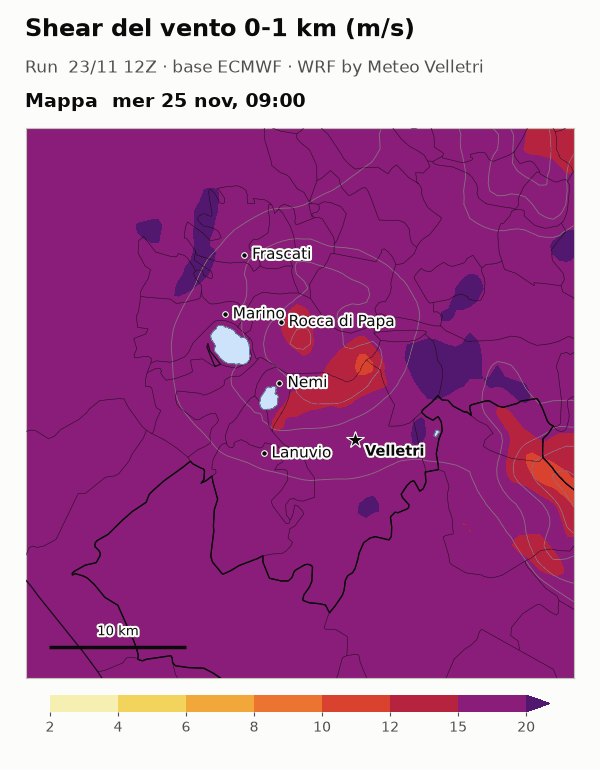 Shear del vento 0-1 km (m/s)
Run  23/11 12Z · base ECMWF · WRF by Meteo Velletri
Mappa  mer 25 nov, 09:00
Frascati
Marino
Rocca di Papa
Nemi
Velletri
Lanuvio
10 km
2 4 6 8 10 12 15 20